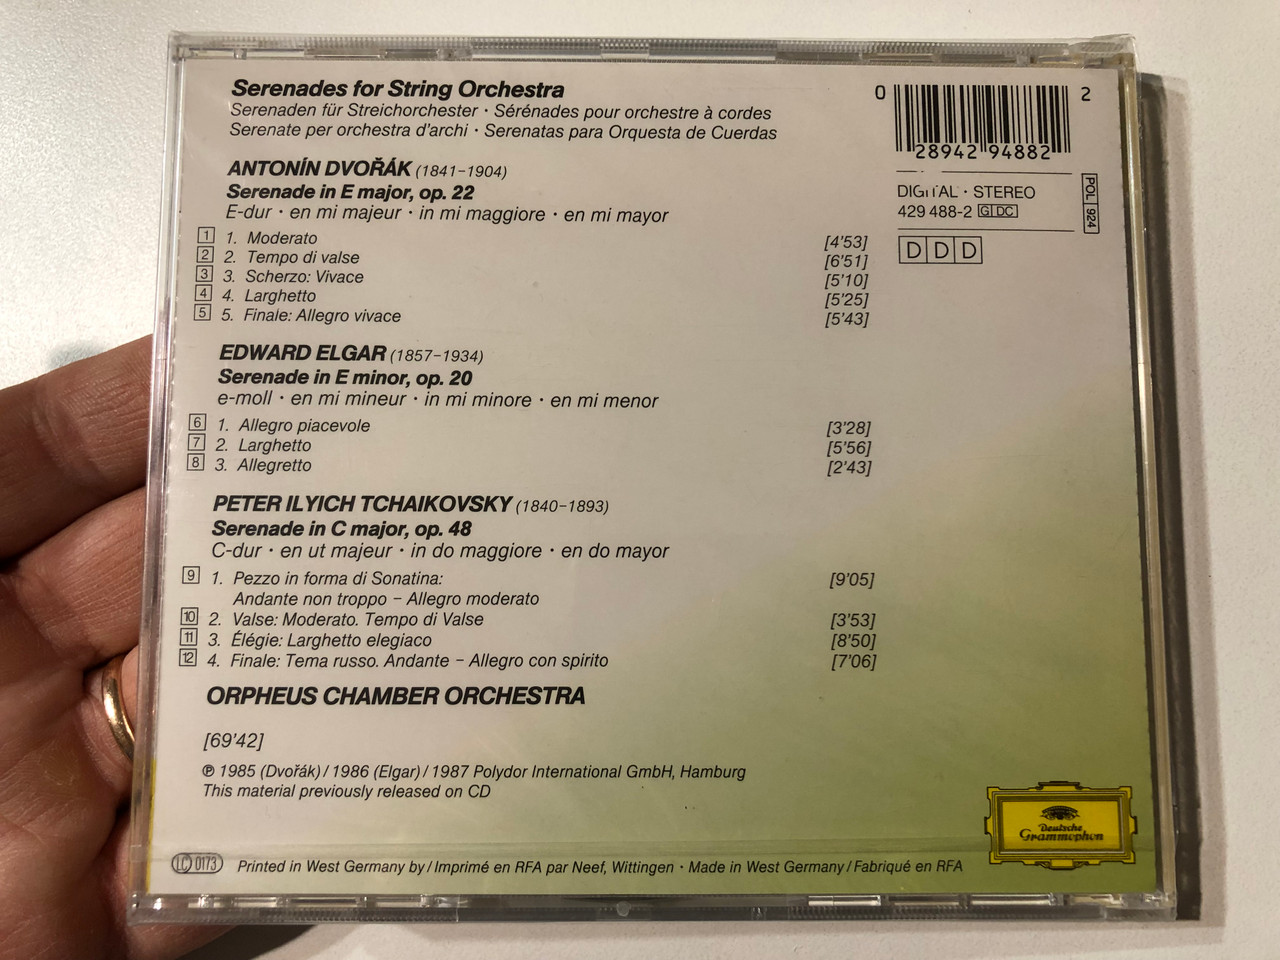 Serenades for String Orchestra
Serenaden für Streichorchester · Sérénades pour orchestre à cordes
Serenate per orchestra d'archi · Serenatas para Orquesta de Cuerdas
0 28942 94882 2
DIGITAL · STEREO
429 488-2 G DC
POL 924
D D D
ANTONÍN DVOŘÁK (1841-1904)
Serenade in E major, op. 22
E-dur · en mi majeur · in mi maggiore · en mi mayor
1 1. Moderato [4'53]
2 2. Tempo di valse [6'51]
3 3. Scherzo: Vivace [5'10]
4 4. Larghetto [5'25]
5 5. Finale: Allegro vivace [5'43]
EDWARD ELGAR (1857-1934)
Serenade in E minor, op. 20
e-moll · en mi mineur · in mi minore · en mi menor
6 1. Allegro piacevole [3'28]
7 2. Larghetto [5'56]
8 3. Allegretto [2'43]
PETER ILYICH TCHAIKOVSKY (1840-1893)
Serenade in C major, op. 48
C-dur · en ut majeur · in do maggiore · en do mayor
9 1. Pezzo in forma di Sonatina: [9'05]
Andante non troppo – Allegro moderato
10 2. Valse: Moderato. Tempo di Valse [3'53]
11 3. Élégie: Larghetto elegiaco [8'50]
12 4. Finale: Tema russo. Andante – Allegro con spirito [7'06]
ORPHEUS CHAMBER ORCHESTRA
[69'42]
℗ 1985 (Dvořák) / 1986 (Elgar) / 1987 Polydor International GmbH, Hamburg
This material previously released on CD
Deutsche
Grammophon
LC 0173 Printed in West Germany by / Imprimé en RFA par Neef, Wittingen · Made in West Germany / Fabriqué en RFA